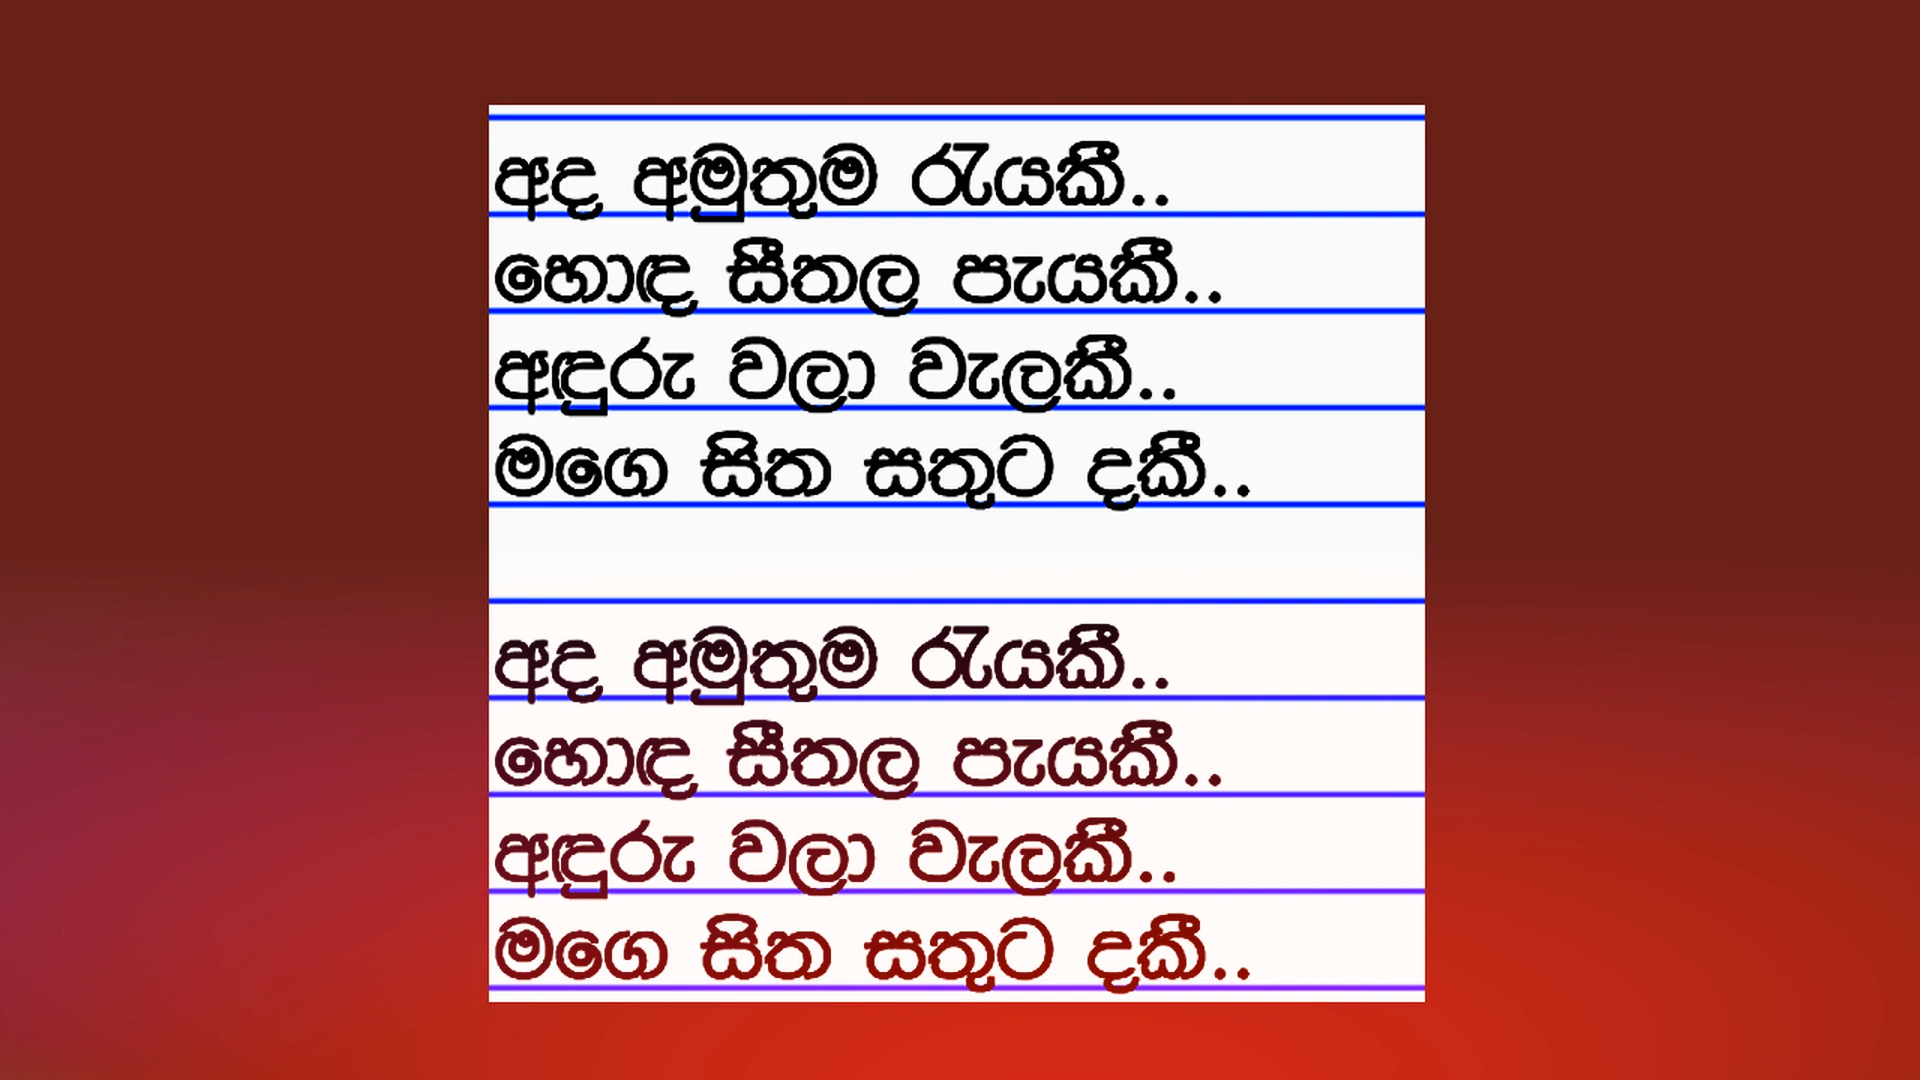 අද අමුතුම රැයකී..
හොඳ සීතල පැයකී..
අඳුරු වලා වැලකී..
මගෙ සිත සතුට දකී..
අද අමුතුම රැයකී..
හොඳ සීතල පැයකී..
අඳුරු වලා වැලකී..
මගෙ සිත සතුට දකී..